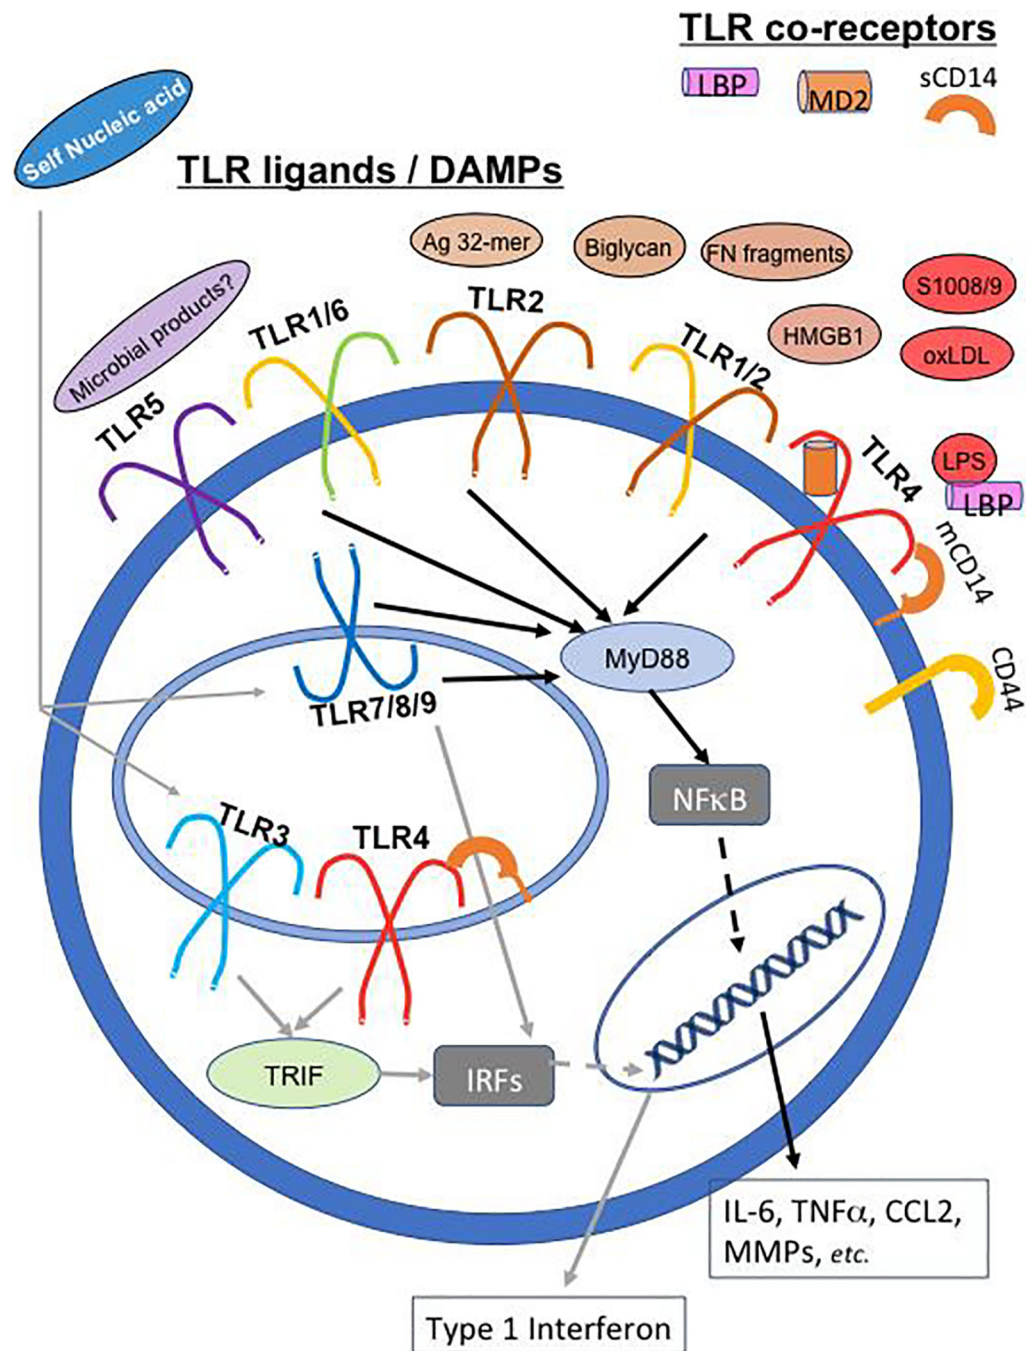 TLR co-receptors
LBP
MD2
sCD14
Self Nucleic acid
TLR ligands / DAMPs
Ag 32-mer
Biglycan
FN fragments
S1008/9
HMGB1
oxLDL
Microbial products?
TLR5
TLR1/6
TLR2
TLR1/2
TLR4
LPS
LBP
mCD14
CD44
MyD88
TLR7/8/9
NFκB
TLR3
TLR4
TRIF
IRFs
IL-6, TNFα, CCL2,
MMPs, etc.
Type 1 Interferon